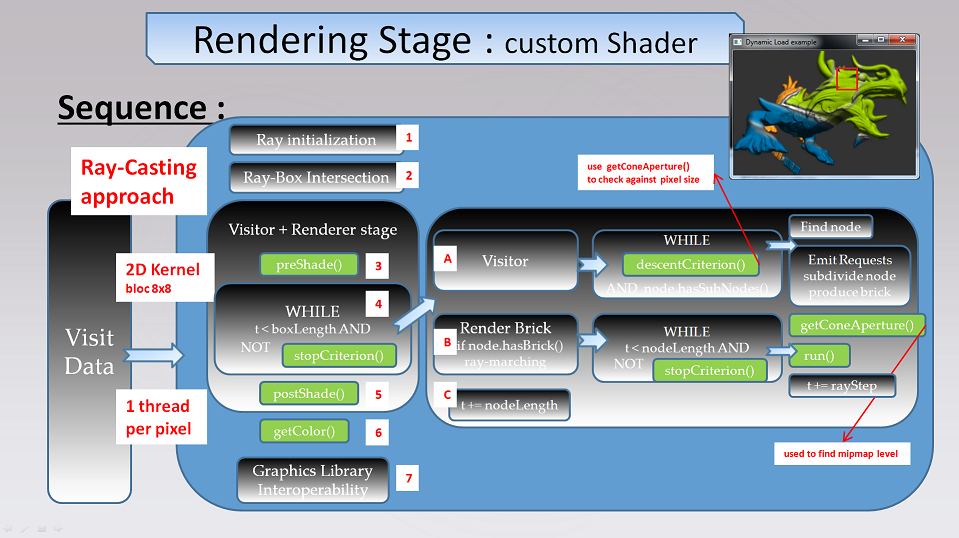 Rendering Stage : custom Shader
Dynamic Load example
Sequence :
Ray-Casting
approach
Visit
Data
2D Kernel
bloc 8x8
1 thread
per pixel
Ray initialization
1
Ray-Box Intersection
2
Visitor + Renderer stage
preShade()
3
4
WHILE
t < boxLength AND
NOT stopCriterion()
postShade()
5
getColor()
6
Graphics Library
Interoperability
7
use getConeAperture()
to check against pixel size
A
Visitor
WHILE
descentCriterion()
AND node.hasSubNodes()
Find node
Emit Requests
subdivide node
produce brick
B
Render Brick
if node.hasBrick()
ray-marching
WHILE
t < nodeLength AND
NOT stopCriterion()
getConeAperture()
run()
t += rayStep
C
t += nodeLength
used to find mipmap level